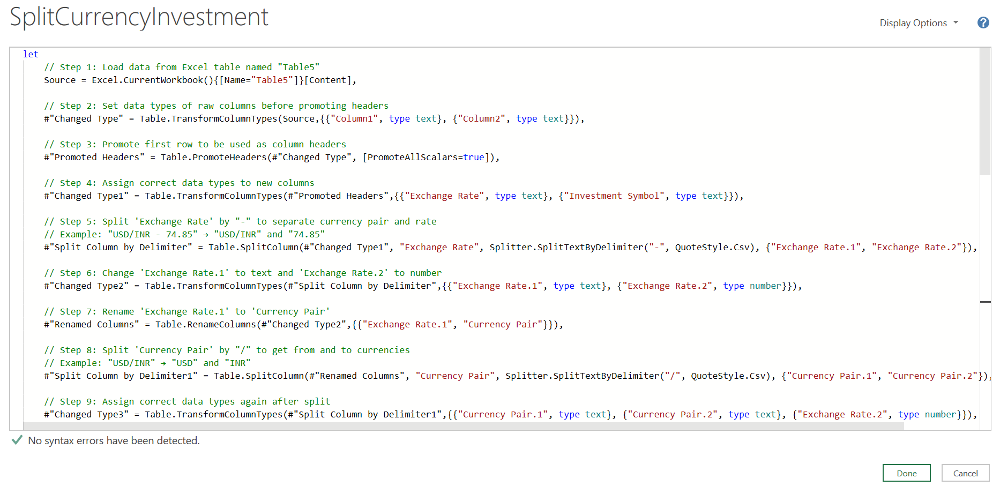 SplitCurrencyInvestment
Display Options
?
let
// Step 1: Load data from Excel table named "Table5"
Source = Excel.CurrentWorkbook(){[Name="Table5"]}[Content],
// Step 2: Set data types of raw columns before promoting headers
#"Changed Type" = Table.TransformColumnTypes(Source,{{"Column1", type text}, {"Column2", type text}}),
// Step 3: Promote first row to be used as column headers
#"Promoted Headers" = Table.PromoteHeaders(#"Changed Type", [PromoteAllScalars=true]),
// Step 4: Assign correct data types to new columns
#"Changed Type1" = Table.TransformColumnTypes(#"Promoted Headers",{{"Exchange Rate", type text}, {"Investment Symbol", type text}}),
// Step 5: Split 'Exchange Rate' by "-" to separate currency pair and rate
// Example: "USD/INR - 74.85" → "USD/INR" and "74.85"
#"Split Column by Delimiter" = Table.SplitColumn(#"Changed Type1", "Exchange Rate", Splitter.SplitTextByDelimiter("-", QuoteStyle.Csv), {"Exchange Rate.1", "Exchange Rate.2"}),
// Step 6: Change 'Exchange Rate.1' to text and 'Exchange Rate.2' to number
#"Changed Type2" = Table.TransformColumnTypes(#"Split Column by Delimiter",{{"Exchange Rate.1", type text}, {"Exchange Rate.2", type number}}),
// Step 7: Rename 'Exchange Rate.1' to 'Currency Pair'
#"Renamed Columns" = Table.RenameColumns(#"Changed Type2",{{"Exchange Rate.1", "Currency Pair"}}),
// Step 8: Split 'Currency Pair' by "/" to get from and to currencies
// Example: "USD/INR" → "USD" and "INR"
#"Split Column by Delimiter1" = Table.SplitColumn(#"Renamed Columns", "Currency Pair", Splitter.SplitTextByDelimiter("/", QuoteStyle.Csv), {"Currency Pair.1", "Currency Pair.2"}),
// Step 9: Assign correct data types again after split
#"Changed Type3" = Table.TransformColumnTypes(#"Split Column by Delimiter1",{{"Currency Pair.1", type text}, {"Currency Pair.2", type text}, {"Exchange Rate.2", type number}}),
No syntax errors have been detected.
Done
Cancel